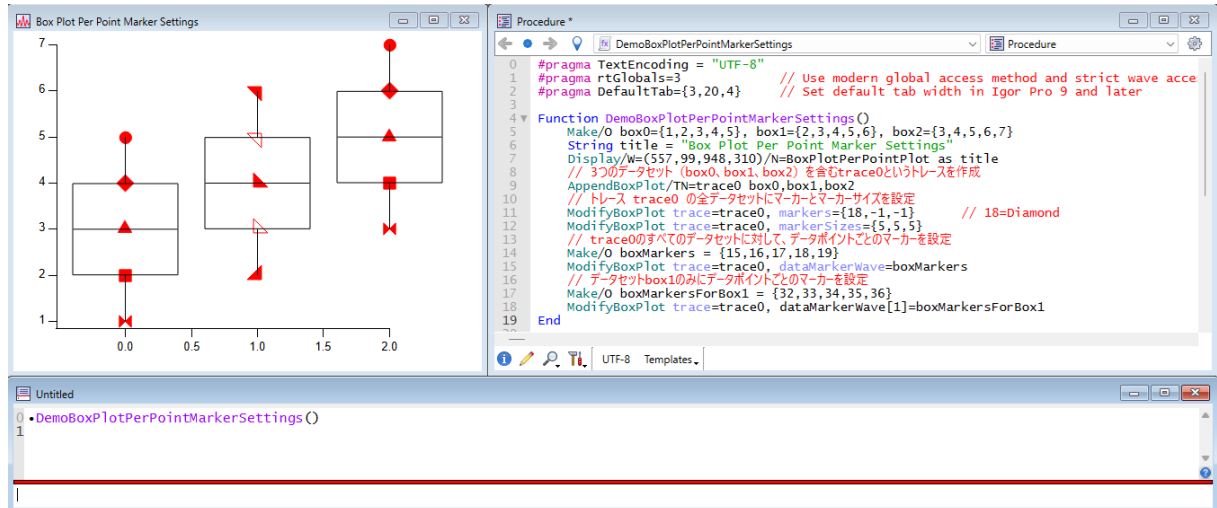 Box Plot Per Point Marker Settings
7
6
5
4
3
2
1
0.0 0.5 1.0 1.5 2.0
Procedure *
DemoBoxPlotPerPointMarkerSettings Procedure
0 #pragma TextEncoding = "UTF-8"
1 #pragma rtGlobals=3 // Use modern global access method and strict wave acce
2 #pragma DefaultTab={3,20,4} // Set default tab width in Igor Pro 9 and later
3
4 Function DemoBoxPlotPerPointMarkerSettings()
5 Make/O box0={1,2,3,4,5}, box1={2,3,4,5,6}, box2={3,4,5,6,7}
6 String title = "Box Plot Per Point Marker Settings"
7 Display/W=(557,99,948,310)/N=BoxPlotPerPointPlot as title
8 // 3つのデータセット（box0、box1、box2）を含むtrace0というトレースを作成
9 AppendBoxPlot/TN=trace0 box0,box1,box2
10 // トレース trace0 の全データセットにマーカーとマーカーサイズを設定
11 ModifyBoxPlot trace=trace0, markers={18,-1,-1} // 18=Diamond
12 ModifyBoxPlot trace=trace0, markerSizes={5,5,5}
13 // trace0のすべてのデータセットに対して、データポイントごとのマーカーを設定
14 Make/O boxMarkers = {15,16,17,18,19}
15 ModifyBoxPlot trace=trace0, dataMarkerWave=boxMarkers
16 // データセットbox1のみにデータポイントごとのマーカーを設定
17 Make/O boxMarkersForBox1 = {32,33,34,35,36}
18 ModifyBoxPlot trace=trace0, dataMarkerWave[1]=boxMarkersForBox1
19 End
UTF-8 Templates
Untitled
0 •DemoBoxPlotPerPointMarkerSettings()
1